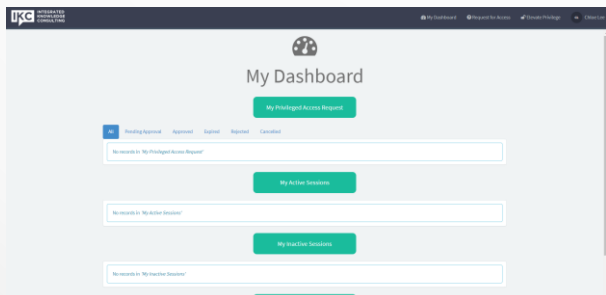 IKC INTEGRATED
KNOWLEDGE
CONSULTING
My Dashboard Request for Access Elevate Privilege Chloe Lee
My Dashboard
My Privileged Access Request
All Pending Approval Approved Expired Rejected Cancelled
No records in 'My Privileged Access Request'
My Active Sessions
No records in 'My Active Sessions'
My Inactive Sessions
No records in 'My Inactive Sessions'